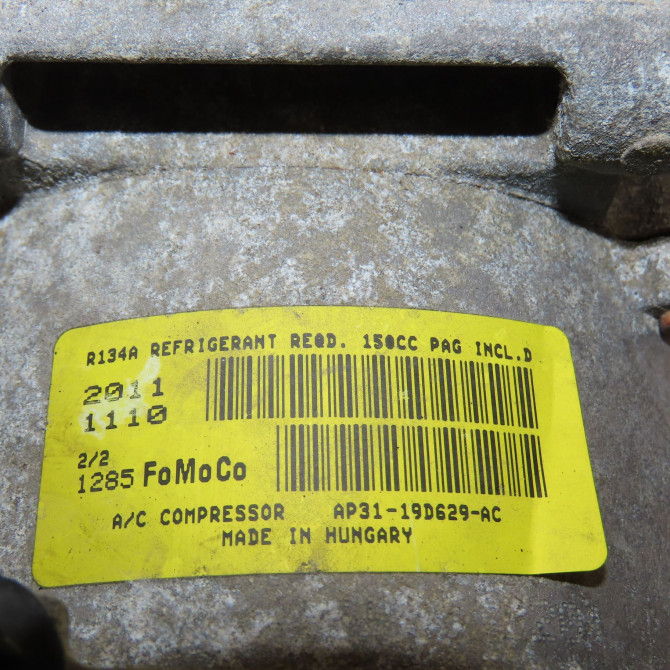 R134A REFRIGERANT REQD. 150CC PAG INCL.D
2011
1110
2/2
1285 FoMoCo
A/C COMPRESSOR AP31-19D629-AC
MADE IN HUNGARY